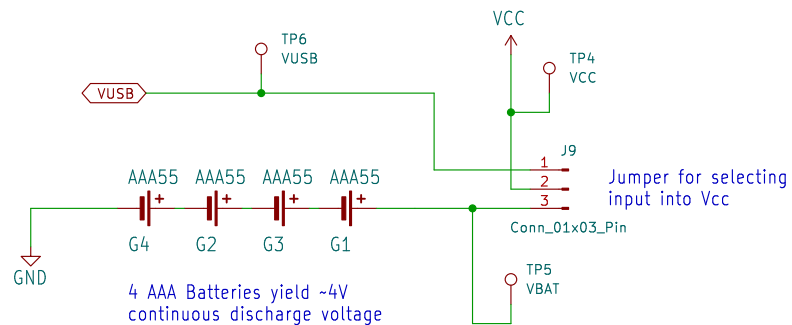 VCC
TP6
VUSB
TP4
VCC
VUSB
J9
1
2
3
Jumper for selecting
input into Vcc
Conn_01x03_Pin
AAA55 AAA55 AAA55 AAA55
+ + + +
G4 G2 G3 G1
GND
TP5
VBAT
4 AAA Batteries yield ~4V
continuous discharge voltage